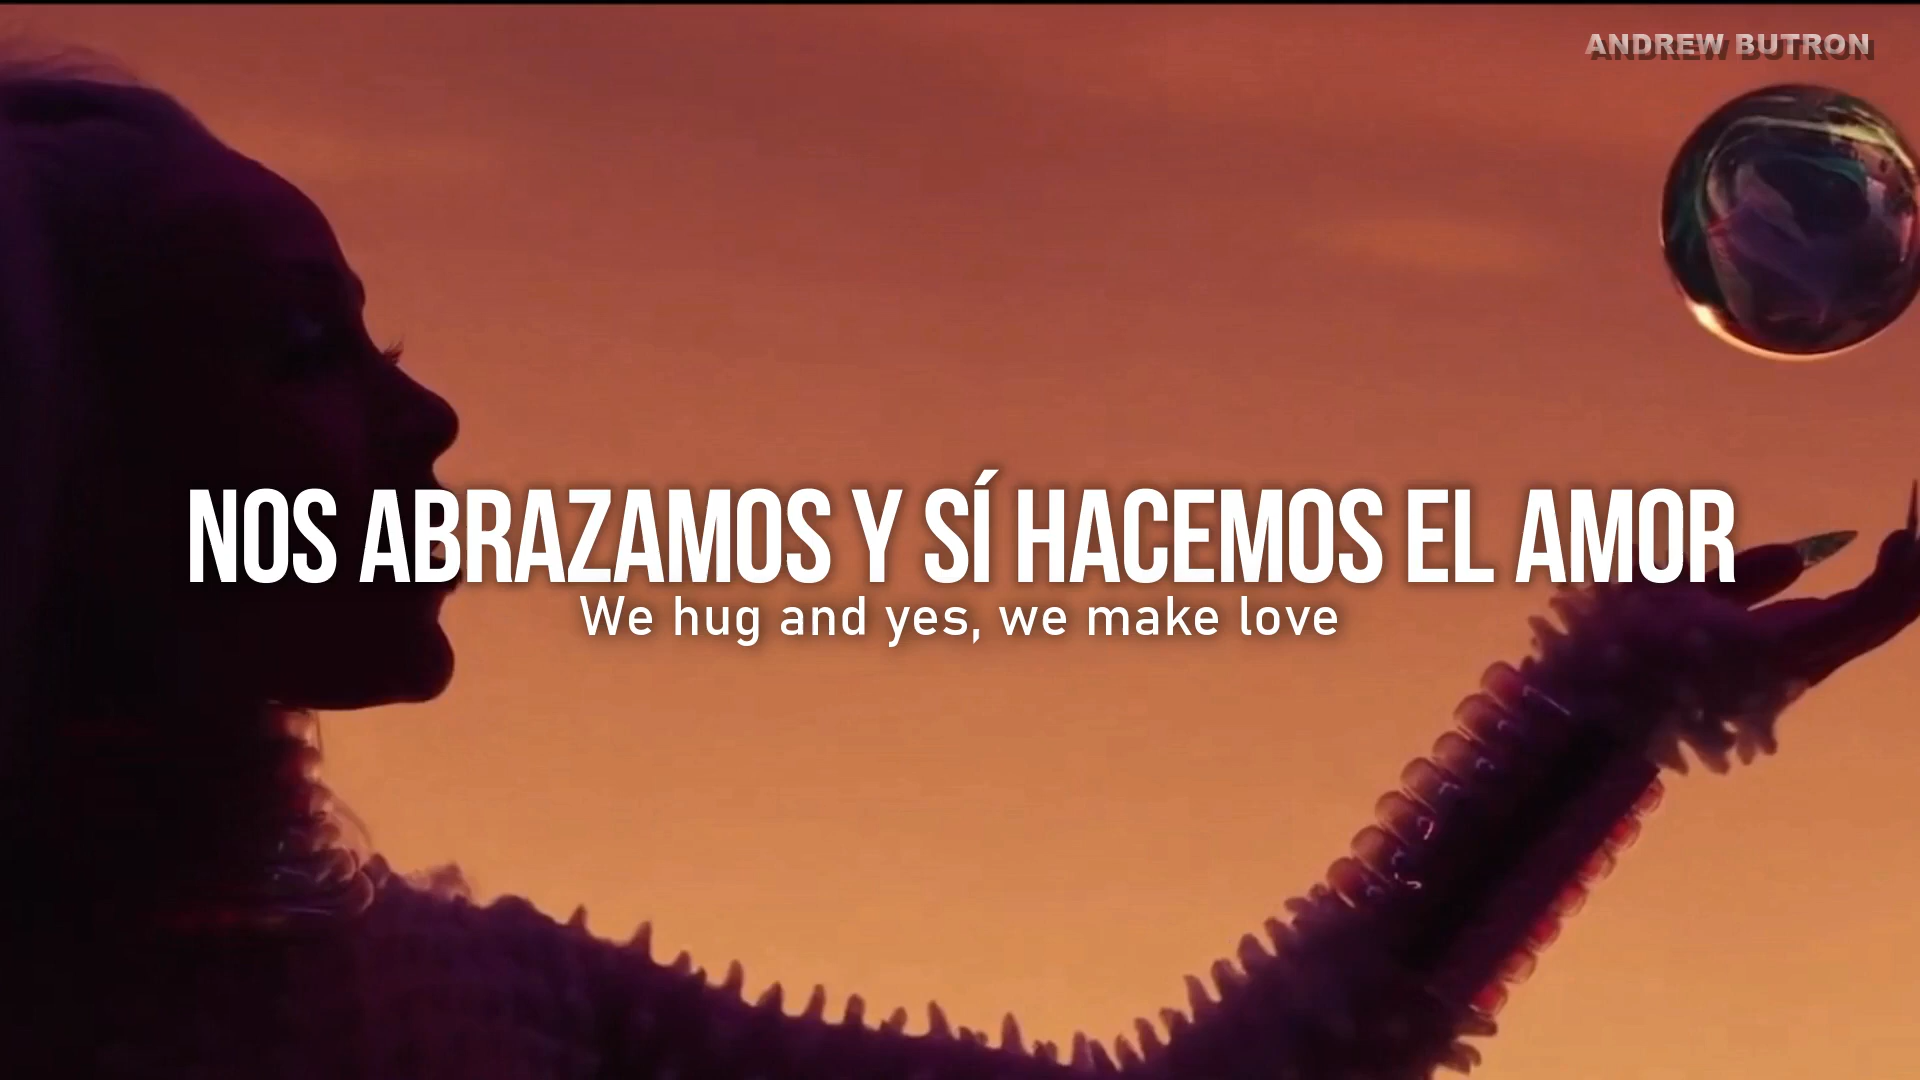 ANDREW BUTRON
NOS ABRAZAMOS Y SÍ HACEMOS EL AMOR
We hug and yes, we make love